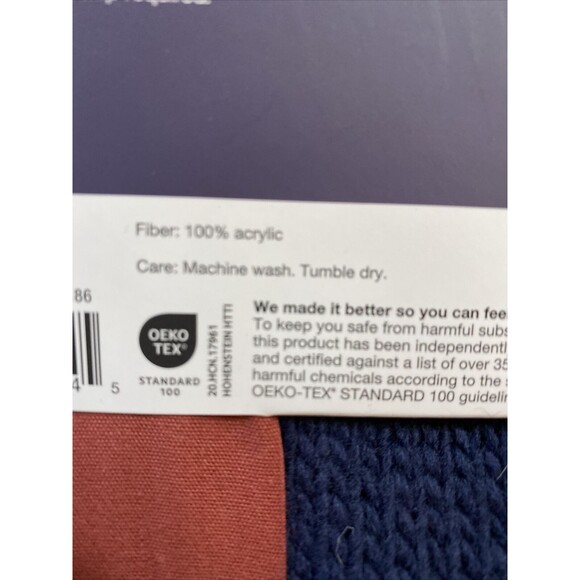 Fiber: 100% acrylic
Care: Machine wash. Tumble dry.
86
4 5
OEKO
TEX®
STANDARD
100
20.HCN.17961
HOHENSTEIN HTTI
We made it better so you can fee
To keep you safe from harmful subs
this product has been independentl
and certified against a list of over 35
harmful chemicals according to the s
OEKO-TEX® STANDARD 100 guidelin